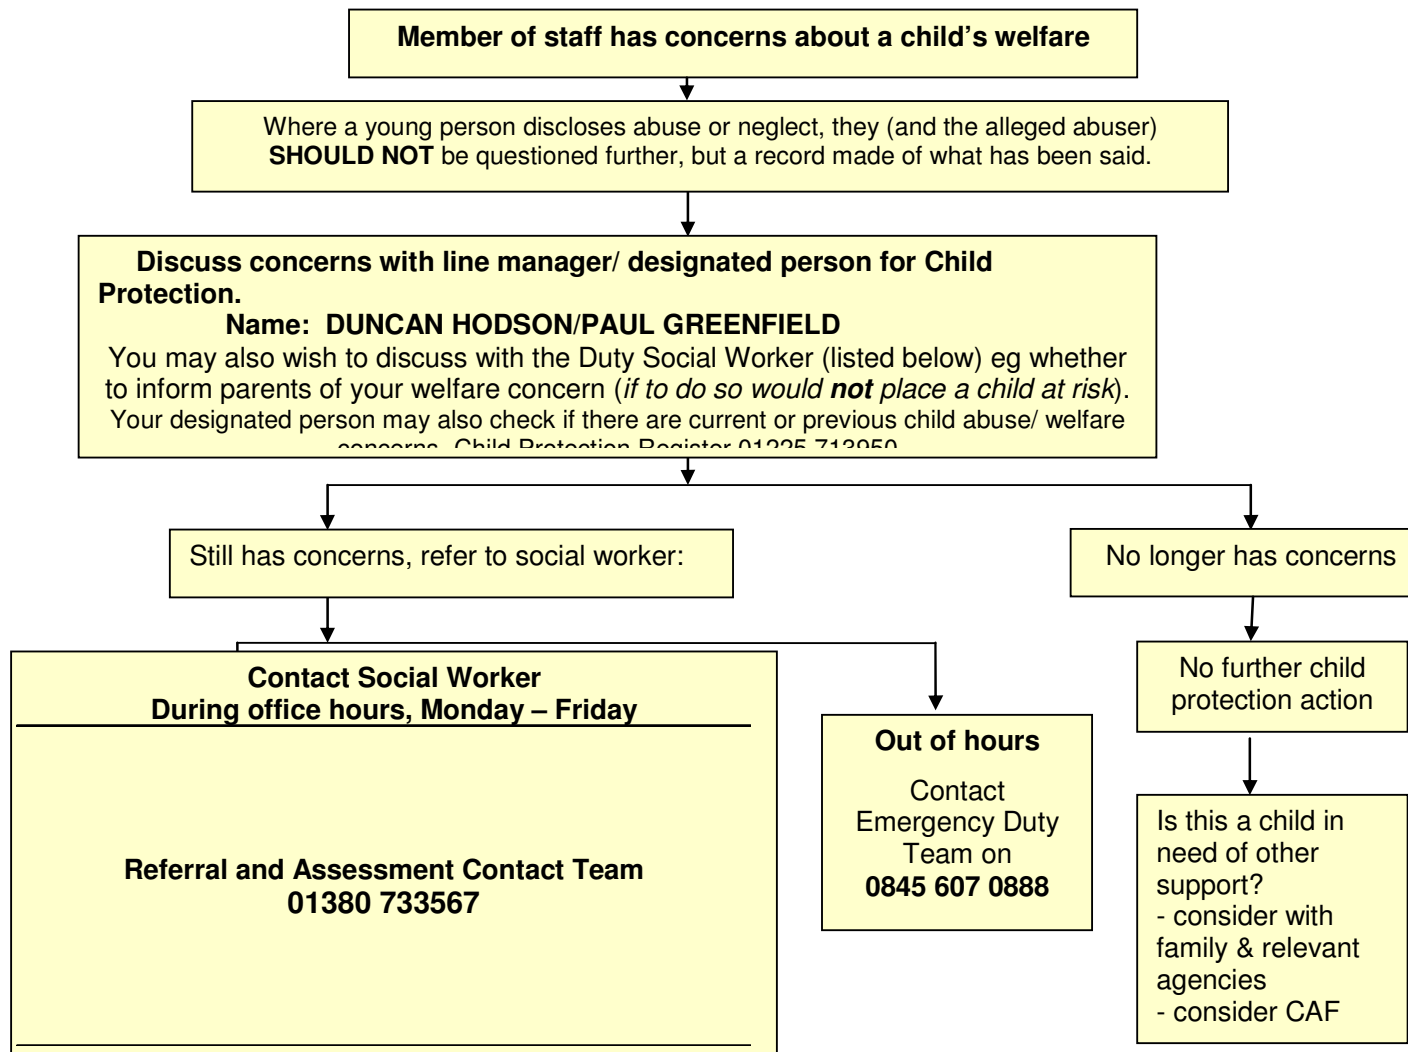 Member of staff has concerns about a child’s welfare
Where a young person discloses abuse or neglect, they (and the alleged abuser)
SHOULD NOT be questioned further, but a record made of what has been said.
Discuss concerns with line manager/ designated person for Child
Protection.
Name: DUNCAN HODSON/PAUL GREENFIELD
You may also wish to discuss with the Duty Social Worker (listed below) eg whether
to inform parents of your welfare concern (if to do so would not place a child at risk).
Your designated person may also check if there are current or previous child abuse/ welfare
concerns. Child Protection Register 01225 713950
Still has concerns, refer to social worker:
No longer has concerns
Contact Social Worker
During office hours, Monday – Friday
Referral and Assessment Contact Team
01380 733567
Out of hours
Contact
Emergency Duty
Team on
0845 607 0888
No further child
protection action
Is this a child in
need of other
support?
- consider with
family & relevant
agencies
- consider CAF